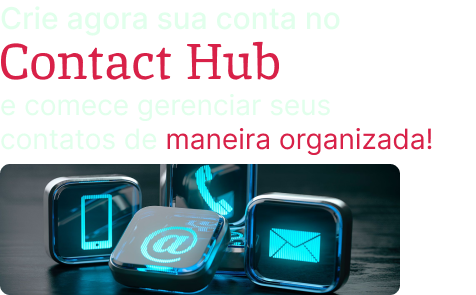 Crie agora sua conta no
Contact Hub
e comece gerenciar seus
contatos de maneira organizada!
@